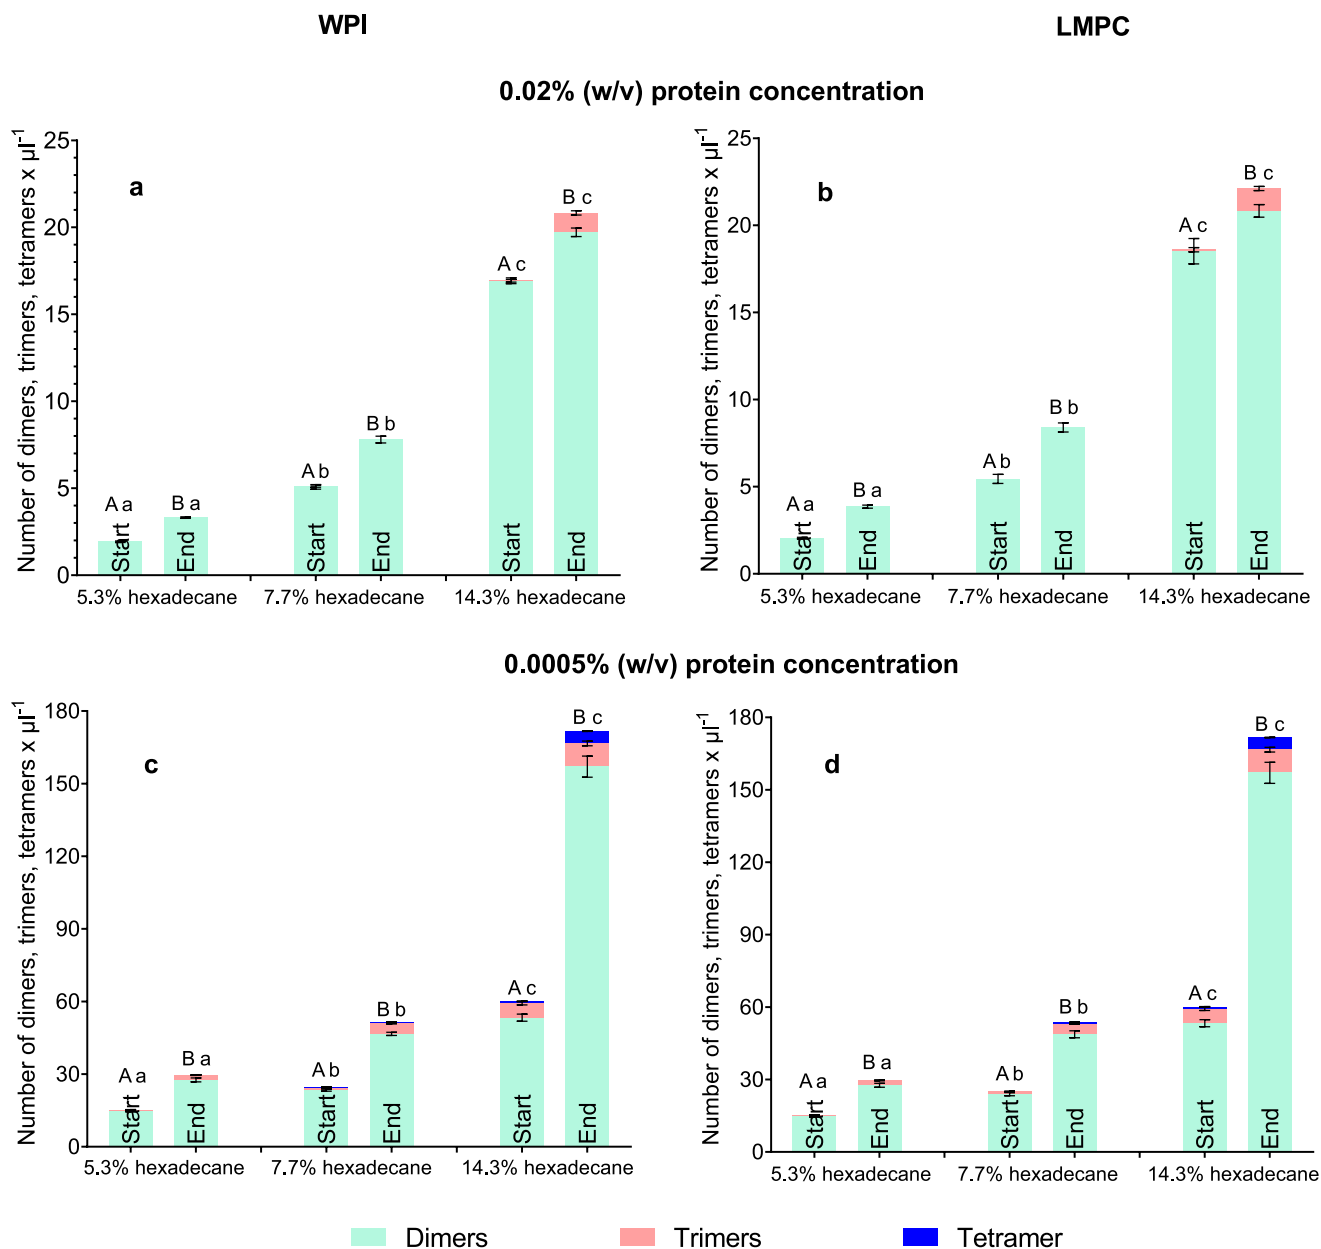 WPI LMPC
0.02% (w/v) protein concentration
Number of dimers, trimers, tetramers x µl⁻¹
25
20
15
10
5
0
a
A a
B a
A b
B b
A c
B c
Start
End
Start
End
Start
End
5.3% hexadecane 7.7% hexadecane 14.3% hexadecane
Number of dimers, trimers, tetramers x µl⁻¹
25
20
15
10
5
0
b
A a
B a
A b
B b
A c
B c
Start
End
Start
End
Start
End
5.3% hexadecane 7.7% hexadecane 14.3% hexadecane
0.0005% (w/v) protein concentration
Number of dimers, trimers, tetramers x µl⁻¹
180
150
120
90
60
30
0
c
A a
B a
A b
B b
A c
B c
Start
End
Start
End
Start
End
5.3% hexadecane 7.7% hexadecane 14.3% hexadecane
Number of dimers, trimers, tetramers x µl⁻¹
180
150
120
90
60
30
0
d
A a
B a
A b
B b
A c
B c
Start
End
Start
End
Start
End
5.3% hexadecane 7.7% hexadecane 14.3% hexadecane
Dimers Trimers Tetramer